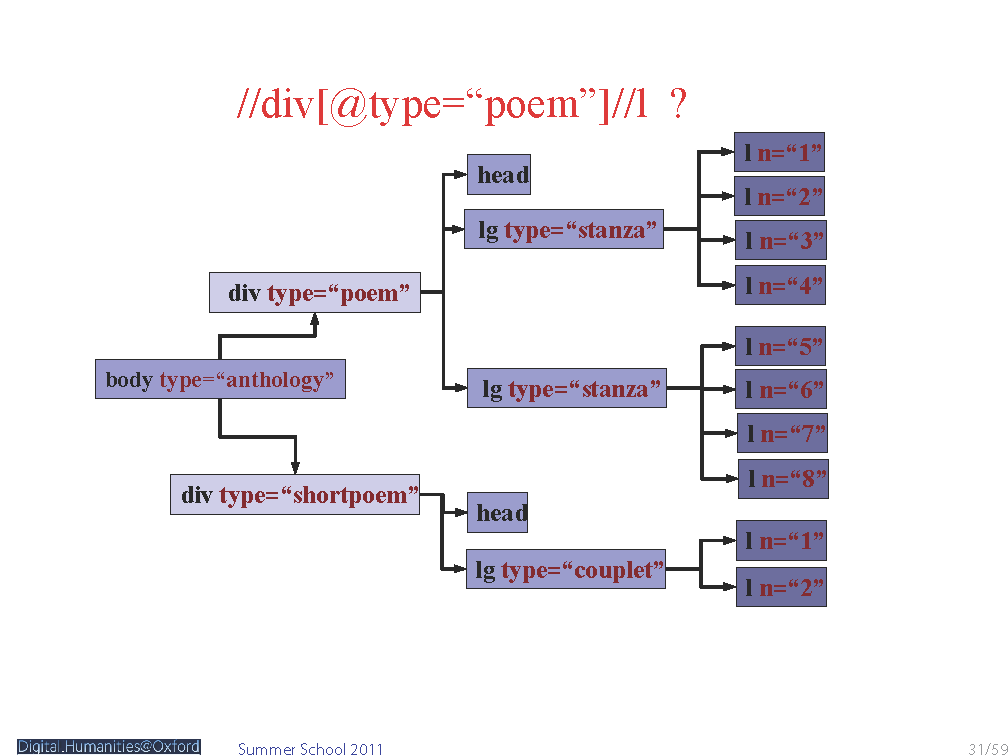 //div[@type=“poem”]//l ?
l n=“1”
head
l n=“2”
lg type=“stanza”
l n=“3”
l n=“4”
div type=“poem”
l n=“5”
body type=“anthology”
lg type=“stanza”
l n=“6”
l n=“7”
l n=“8”
div type=“shortpoem”
head
l n=“1”
lg type=“couplet”
l n=“2”
Digital.Humanities@Oxford
Summer School 2011
31/59